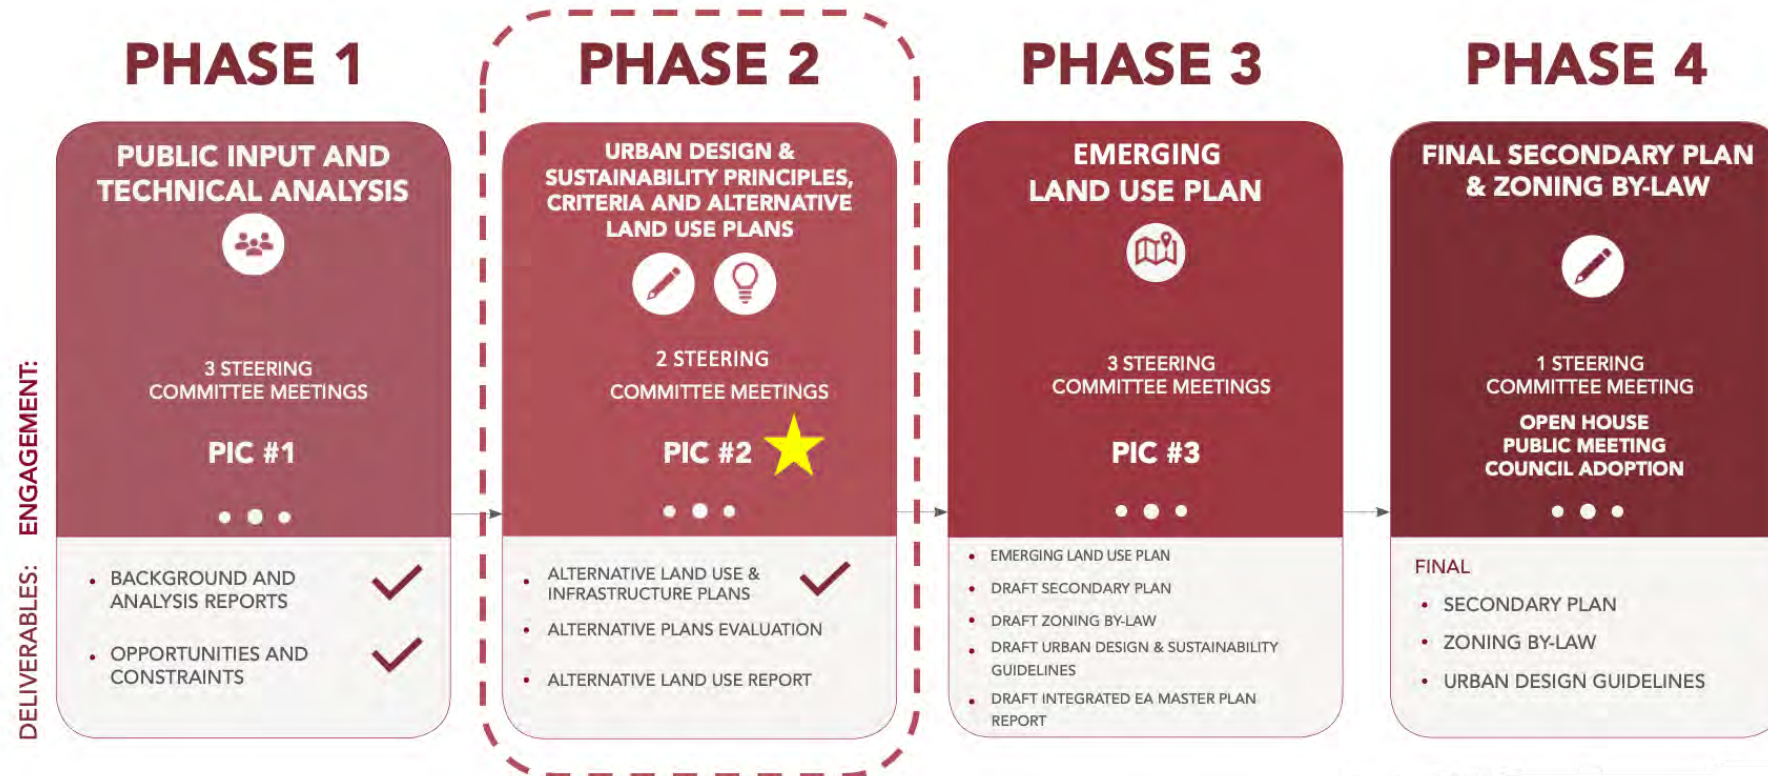 PHASE 1
PUBLIC INPUT AND
TECHNICAL ANALYSIS
3 STEERING
COMMITTEE MEETINGS
PIC #1
• BACKGROUND AND
ANALYSIS REPORTS
• OPPORTUNITIES AND
CONSTRAINTS
PHASE 2
URBAN DESIGN &
SUSTAINABILITY PRINCIPLES,
CRITERIA AND ALTERNATIVE
LAND USE PLANS
2 STEERING
COMMITTEE MEETINGS
PIC #2
• ALTERNATIVE LAND USE &
INFRASTRUCTURE PLANS
• ALTERNATIVE PLANS EVALUATION
• ALTERNATIVE LAND USE REPORT
PHASE 3
EMERGING
LAND USE PLAN
3 STEERING
COMMITTEE MEETINGS
PIC #3
• EMERGING LAND USE PLAN
• DRAFT SECONDARY PLAN
• DRAFT ZONING BY-LAW
• DRAFT URBAN DESIGN & SUSTAINABILITY
GUIDELINES
• DRAFT INTEGRATED EA MASTER PLAN
REPORT
PHASE 4
FINAL SECONDARY PLAN
& ZONING BY-LAW
1 STEERING
COMMITTEE MEETING
OPEN HOUSE
PUBLIC MEETING
COUNCIL ADOPTION
FINAL
• SECONDARY PLAN
• ZONING BY-LAW
• URBAN DESIGN GUIDELINES
ENGAGEMENT:
DELIVERABLES: